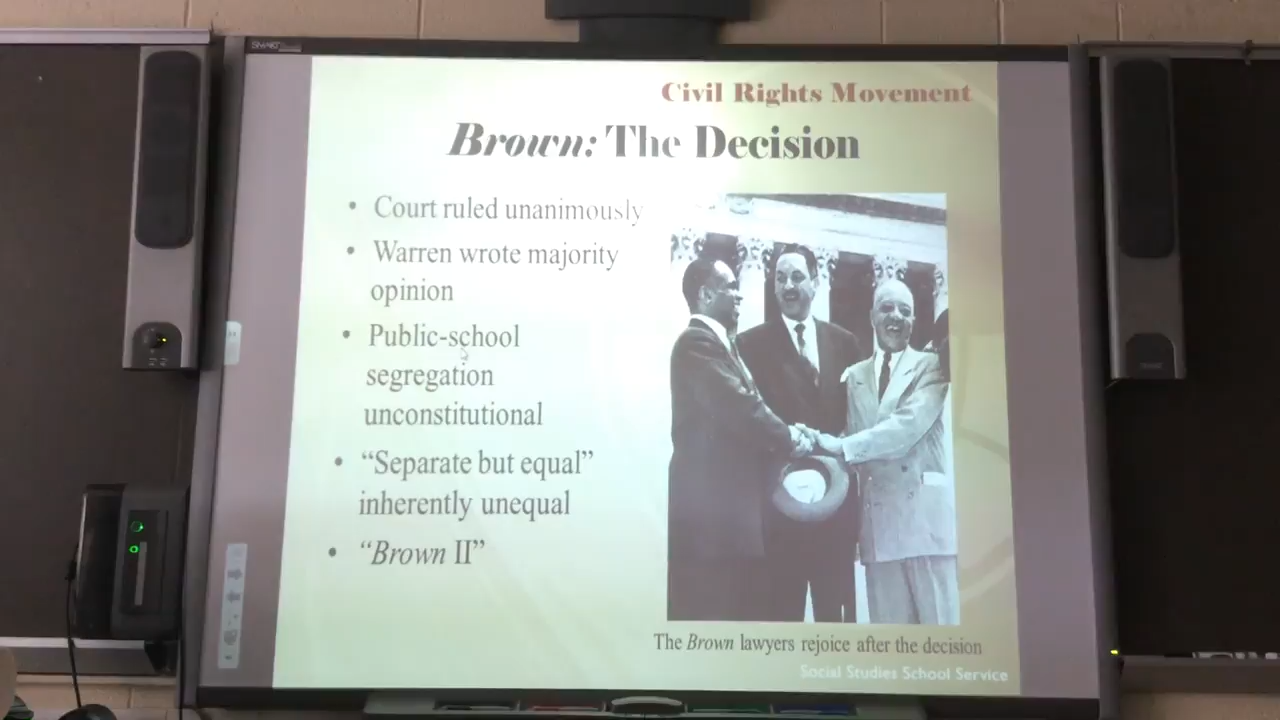 SMART
Civil Rights Movement
Brown: The Decision
• Court ruled unanimously
• Warren wrote majority
opinion
• Public-school
segregation
unconstitutional
• “Separate but equal”
inherently unequal
• “Brown II”
The Brown lawyers rejoice after the decision
Social Studies School Service